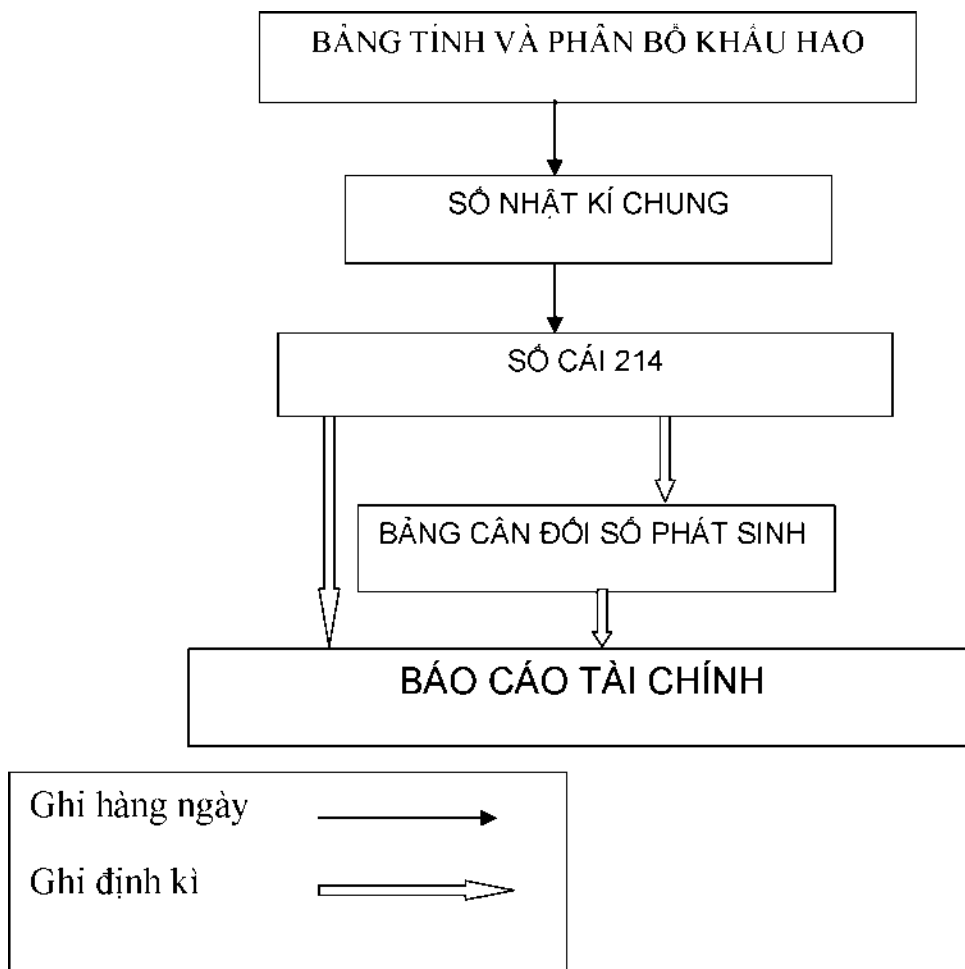 BẢNG TÍNH VÀ PHÂN BỔ KHẤU HAO
SỔ NHẬT KÍ CHUNG
SỔ CÁI 214
BẢNG CÂN ĐỐI SỐ PHÁT SINH
BÁO CÁO TÀI CHÍNH
Ghi hàng ngày
Ghi định kì